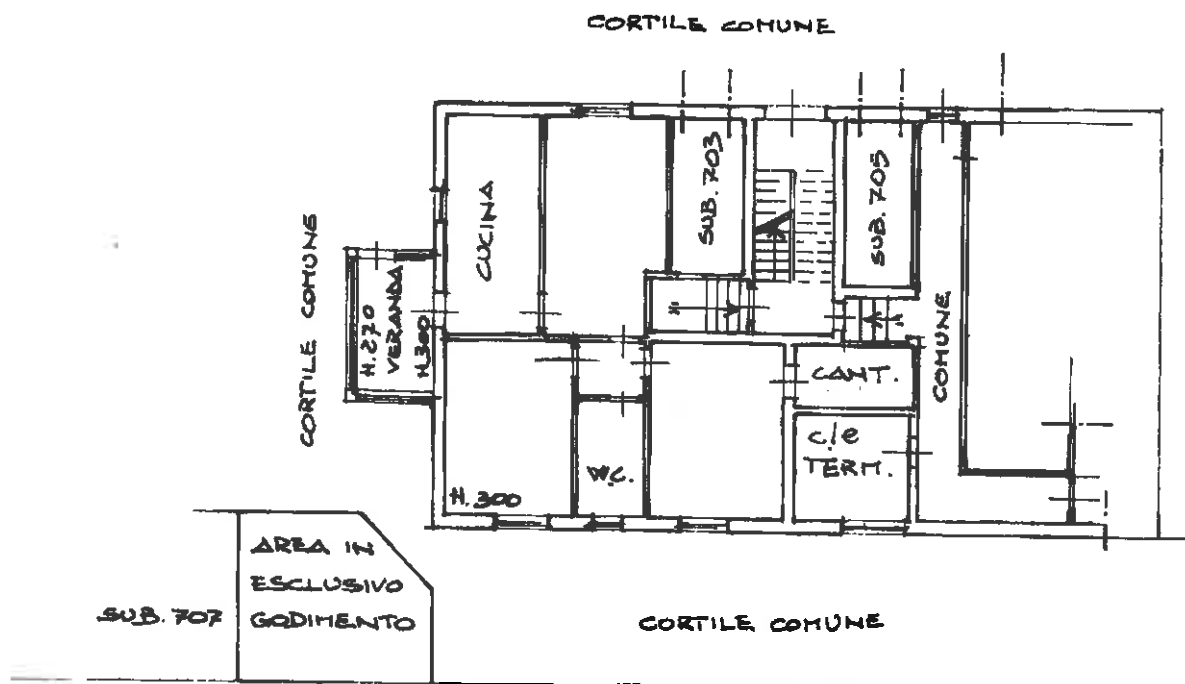 CORTILE COMUNE
SUB. 703
SUB. 705
CUCINA
CORTILE COMUNE
H. 270
VERANDA
H. 300
COMUNE
CANT.
c/e
TERM.
W.C.
H. 300
AREA IN
ESCLUSIVO
SUB. 707 GODIMENTO
CORTILE COMUNE